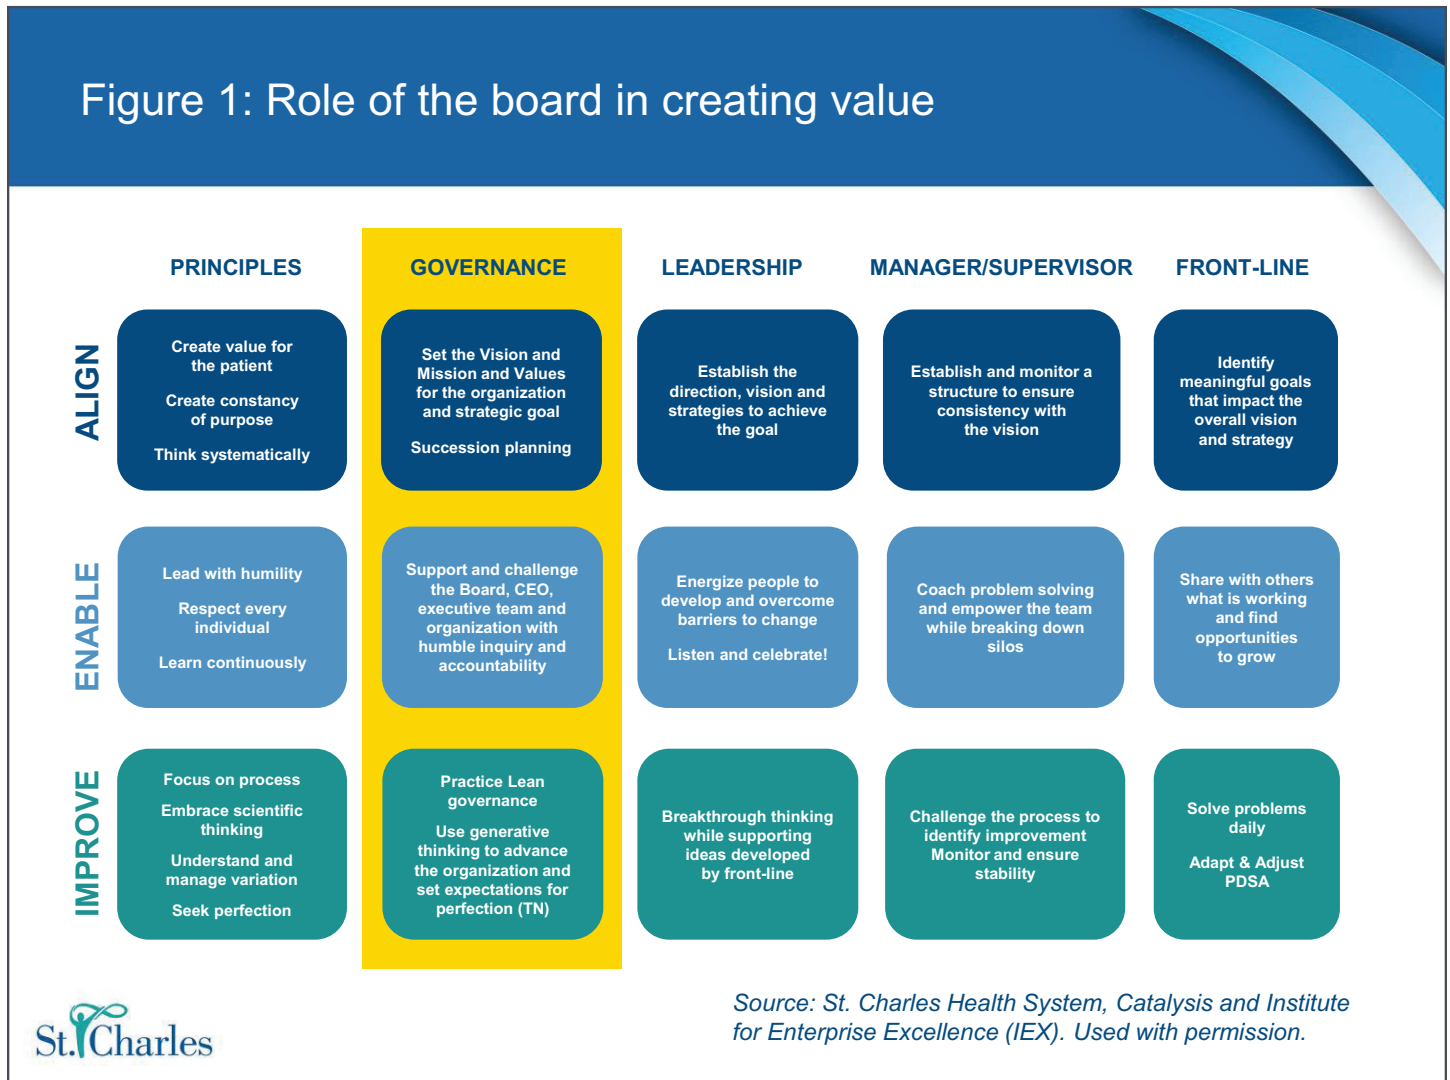 Figure 1: Role of the board in creating value
PRINCIPLES
GOVERNANCE
LEADERSHIP
MANAGER/SUPERVISOR
FRONT-LINE
ALIGN
Create value for
the patient
Create constancy
of purpose
Think systematically
Set the Vision and
Mission and Values
for the organization
and strategic goal
Succession planning
Establish the
direction, vision and
strategies to achieve
the goal
Establish and monitor a
structure to ensure
consistency with
the vision
Identify
meaningful goals
that impact the
overall vision
and strategy
ENABLE
Lead with humility
Respect every
individual
Learn continuously
Support and challenge
the Board, CEO,
executive team and
organization with
humble inquiry and
accountability
Energize people to
develop and overcome
barriers to change
Listen and celebrate!
Coach problem solving
and empower the team
while breaking down
silos
Share with others
what is working
and find
opportunities
to grow
IMPROVE
Focus on process
Embrace scientific
thinking
Understand and
manage variation
Seek perfection
Practice Lean
governance
Use generative
thinking to advance
the organization and
set expectations for
perfection (TN)
Breakthrough thinking
while supporting
ideas developed
by front-line
Challenge the process to
identify improvement
Monitor and ensure
stability
Solve problems
daily
Adapt & Adjust
PDSA
St. Charles
Source: St. Charles Health System, Catalysis and Institute
for Enterprise Excellence (IEX). Used with permission.